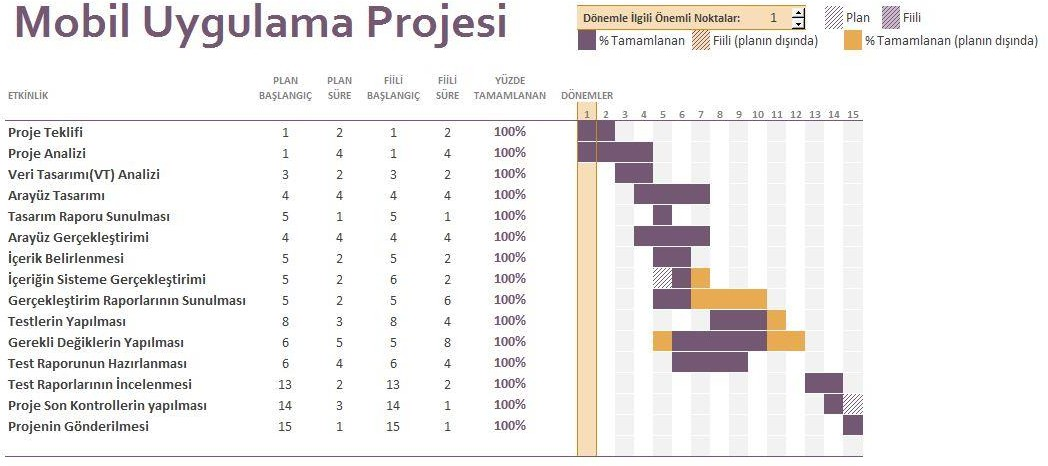 Mobil Uygulama Projesi
Dönemle İlgili Önemli Noktalar: 1
Plan Fiili
% Tamamlanan Fiili (planın dışında) % Tamamlanan (planın dışında)
PLAN PLAN FİİLİ FİİLİ YÜZDE
ETKİNLİK BAŞLANGIÇ SÜRE BAŞLANGIÇ SÜRE TAMAMLANAN DÖNEMLER
1 2 3 4 5 6 7 8 9 10 11 12 13 14 15
Proje Teklifi 1 2 1 2 100%
Proje Analizi 1 4 1 4 100%
Veri Tasarımı(VT) Analizi 3 2 3 2 100%
Arayüz Tasarımı 4 4 4 4 100%
Tasarım Raporu Sunulması 5 1 5 1 100%
Arayüz Gerçekleştirimi 4 4 4 4 100%
İçerik Belirlenmesi 5 2 5 2 100%
İçeriğin Sisteme Gerçekleştirimi 5 2 6 2 100%
Gerçekleştirim Raporlarının Sunulması 5 2 5 6 100%
Testlerin Yapılması 8 3 8 4 100%
Gerekli Değiklerin Yapılması 6 5 5 8 100%
Test Raporunun Hazırlanması 6 4 6 4 100%
Test Raporlarının İncelenmesi 13 2 13 2 100%
Proje Son Kontrollerin yapılması 14 3 14 1 100%
Projenin Gönderilmesi 15 1 15 1 100%